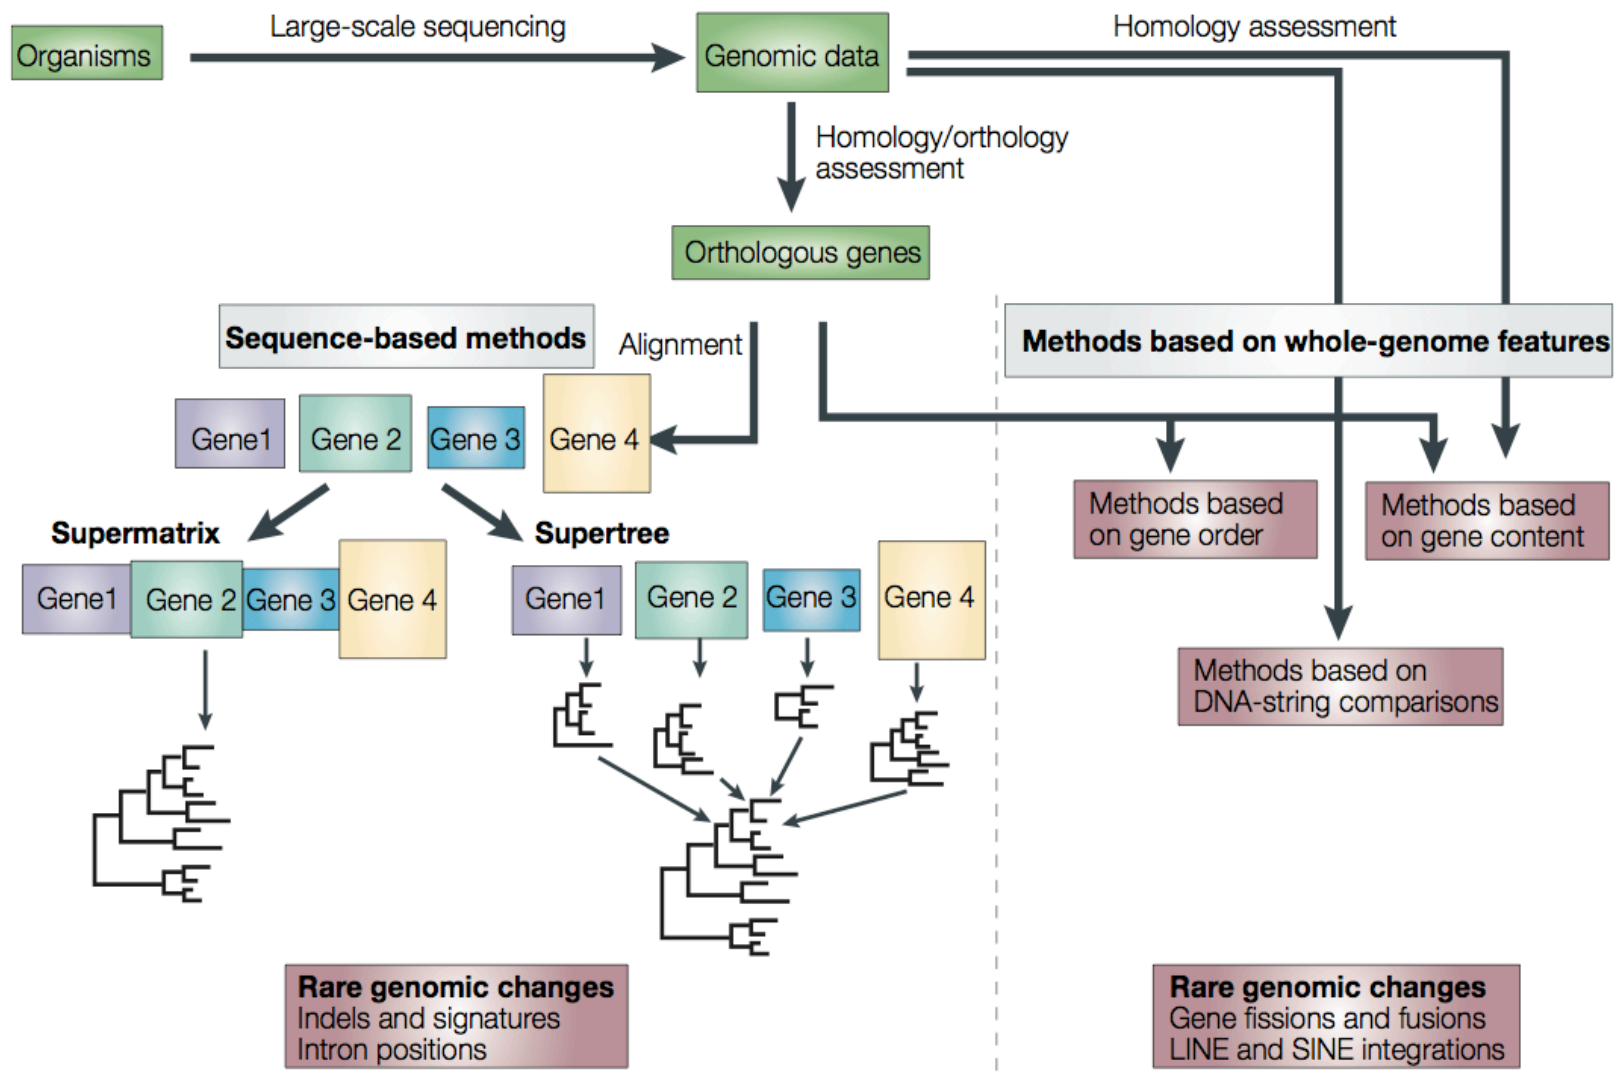 Organisms
Large-scale sequencing
Genomic data
Homology assessment
Homology/orthology
assessment
Orthologous genes
Sequence-based methods
Alignment
Methods based on whole-genome features
Gene1
Gene 2
Gene 3
Gene 4
Methods based
on gene order
Methods based
on gene content
Supermatrix
Supertree
Gene1
Gene 2
Gene 3
Gene 4
Gene1
Gene 2
Gene 3
Gene 4
Methods based on
DNA-string comparisons
Rare genomic changes
Indels and signatures
Intron positions
Rare genomic changes
Gene fissions and fusions
LINE and SINE integrations